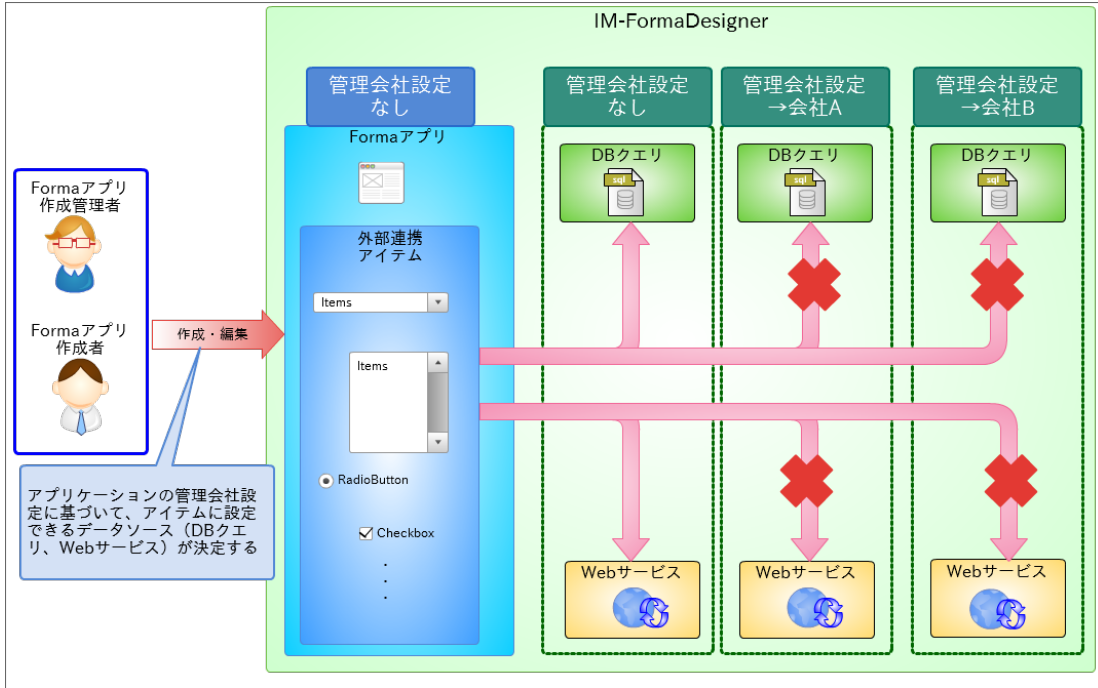 IM-FormaDesigner
管理会社設定
なし
管理会社設定
なし
管理会社設定
→会社A
管理会社設定
→会社B
Formaアプリ
DBクエリ
sql
DBクエリ
sql
DBクエリ
sql
Formaアプリ
作成管理者
外部連携
アイテム
Items
Formaアプリ
作成者
作成・編集
Items
RadioButton
Checkbox
・
・
・
アプリケーションの管理会社設
定に基づいて、アイテムに設定
できるデータソース（DBクエ
リ、Webサービス）が決定する
Webサービス
Webサービス
Webサービス